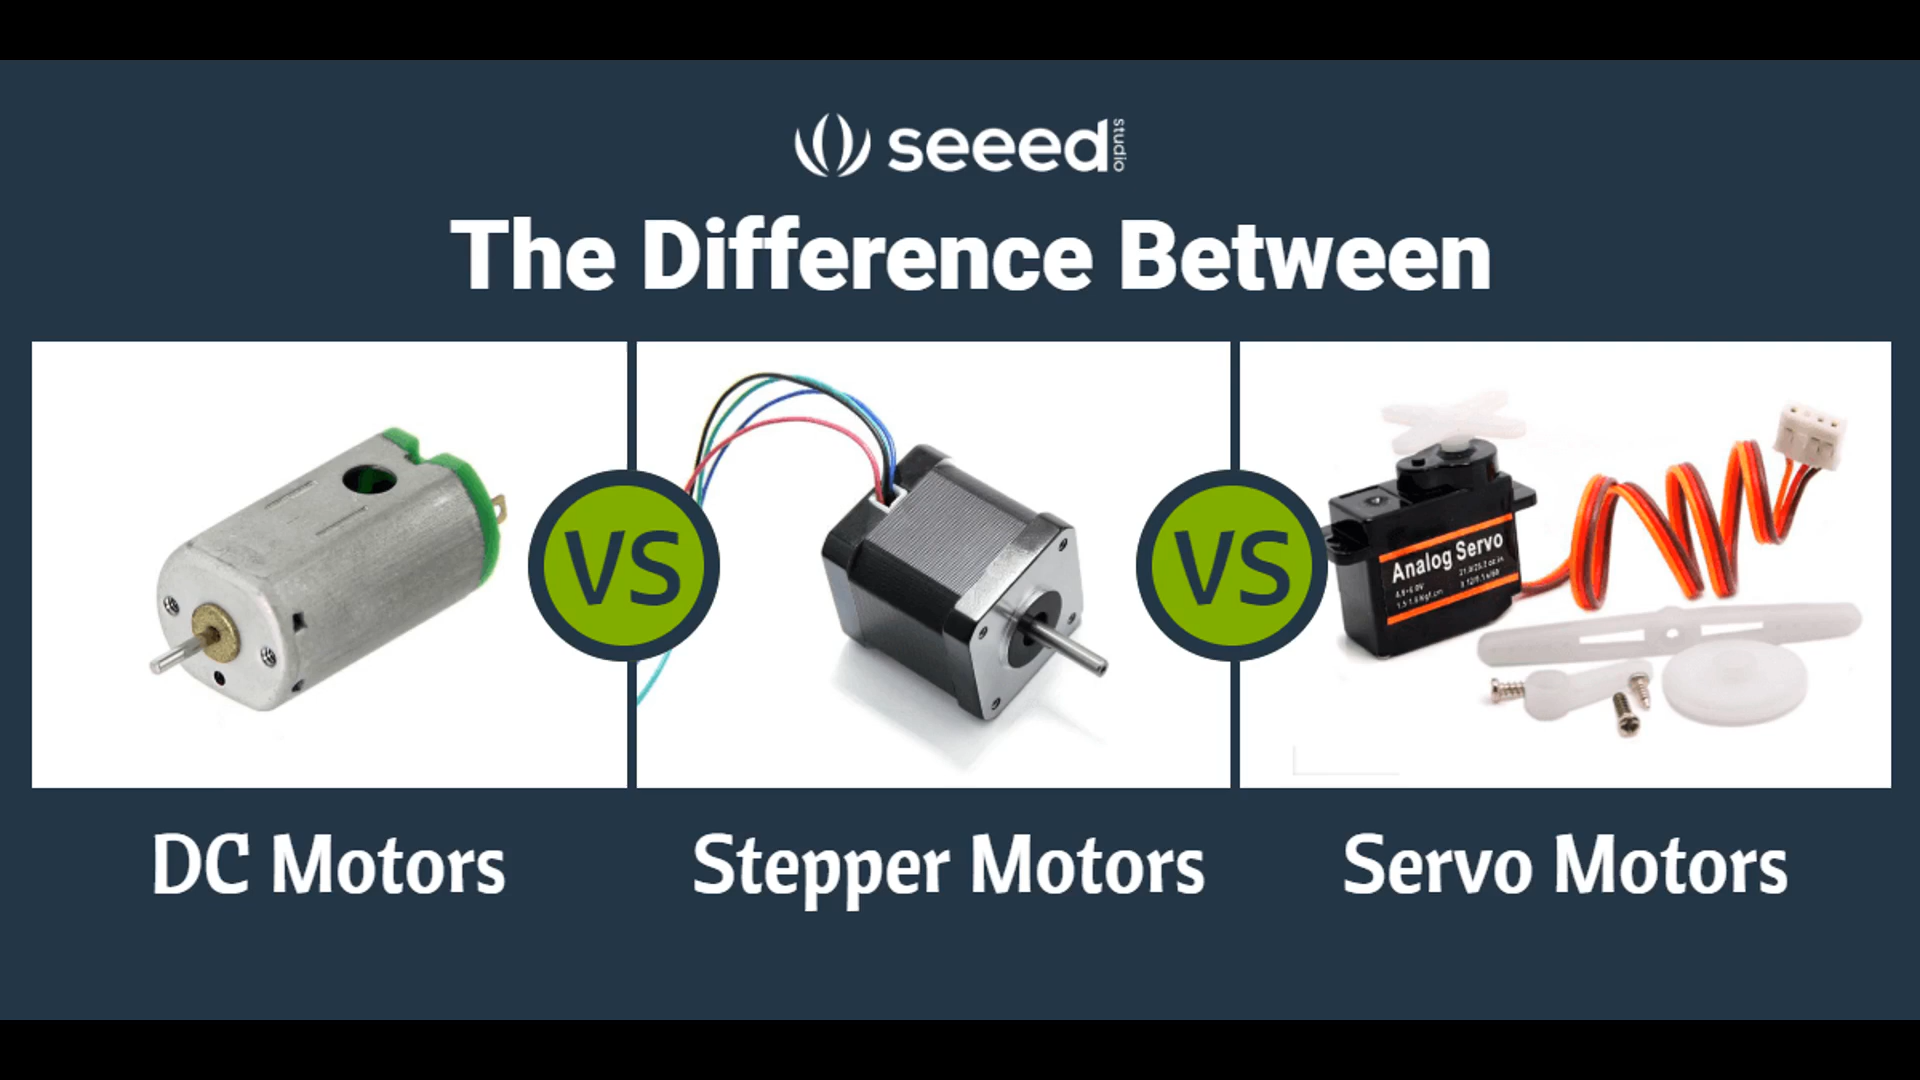 seeed studio
The Difference Between
VS
VS
Analog Servo
DC Motors
Stepper Motors
Servo Motors